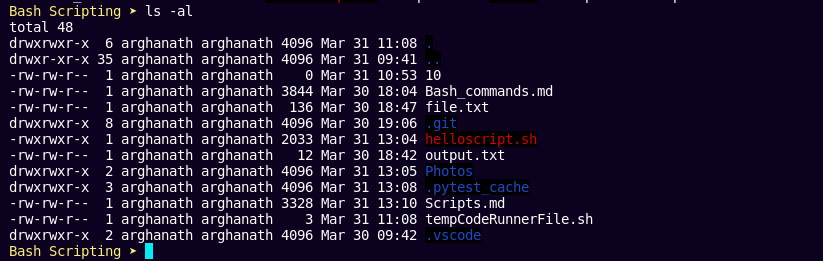 Bash Scripting ➤ ls -al
total 48
drwxrwxr-x  6 arghanath arghanath 4096 Mar 31 11:08 .
drwxr-xr-x 35 arghanath arghanath 4096 Mar 31 09:41 ..
-rw-rw-r--  1 arghanath arghanath    0 Mar 31 10:53 10
-rw-rw-r--  1 arghanath arghanath 3844 Mar 30 18:04 Bash_commands.md
-rw-rw-r--  1 arghanath arghanath  136 Mar 30 18:47 file.txt
drwxrwxr-x  8 arghanath arghanath 4096 Mar 30 19:06 .git
-rwxrwxr-x  1 arghanath arghanath 2033 Mar 31 13:04 helloscript.sh
-rw-rw-r--  1 arghanath arghanath   12 Mar 30 18:42 output.txt
drwxrwxr-x  2 arghanath arghanath 4096 Mar 31 13:05 Photos
drwxrwxr-x  3 arghanath arghanath 4096 Mar 31 13:08 .pytest_cache
-rw-rw-r--  1 arghanath arghanath 3328 Mar 31 13:10 Scripts.md
-rw-rw-r--  1 arghanath arghanath    3 Mar 31 11:08 tempCodeRunnerFile.sh
drwxrwxr-x  2 arghanath arghanath 4096 Mar 30 09:42 .vscode
Bash Scripting ➤